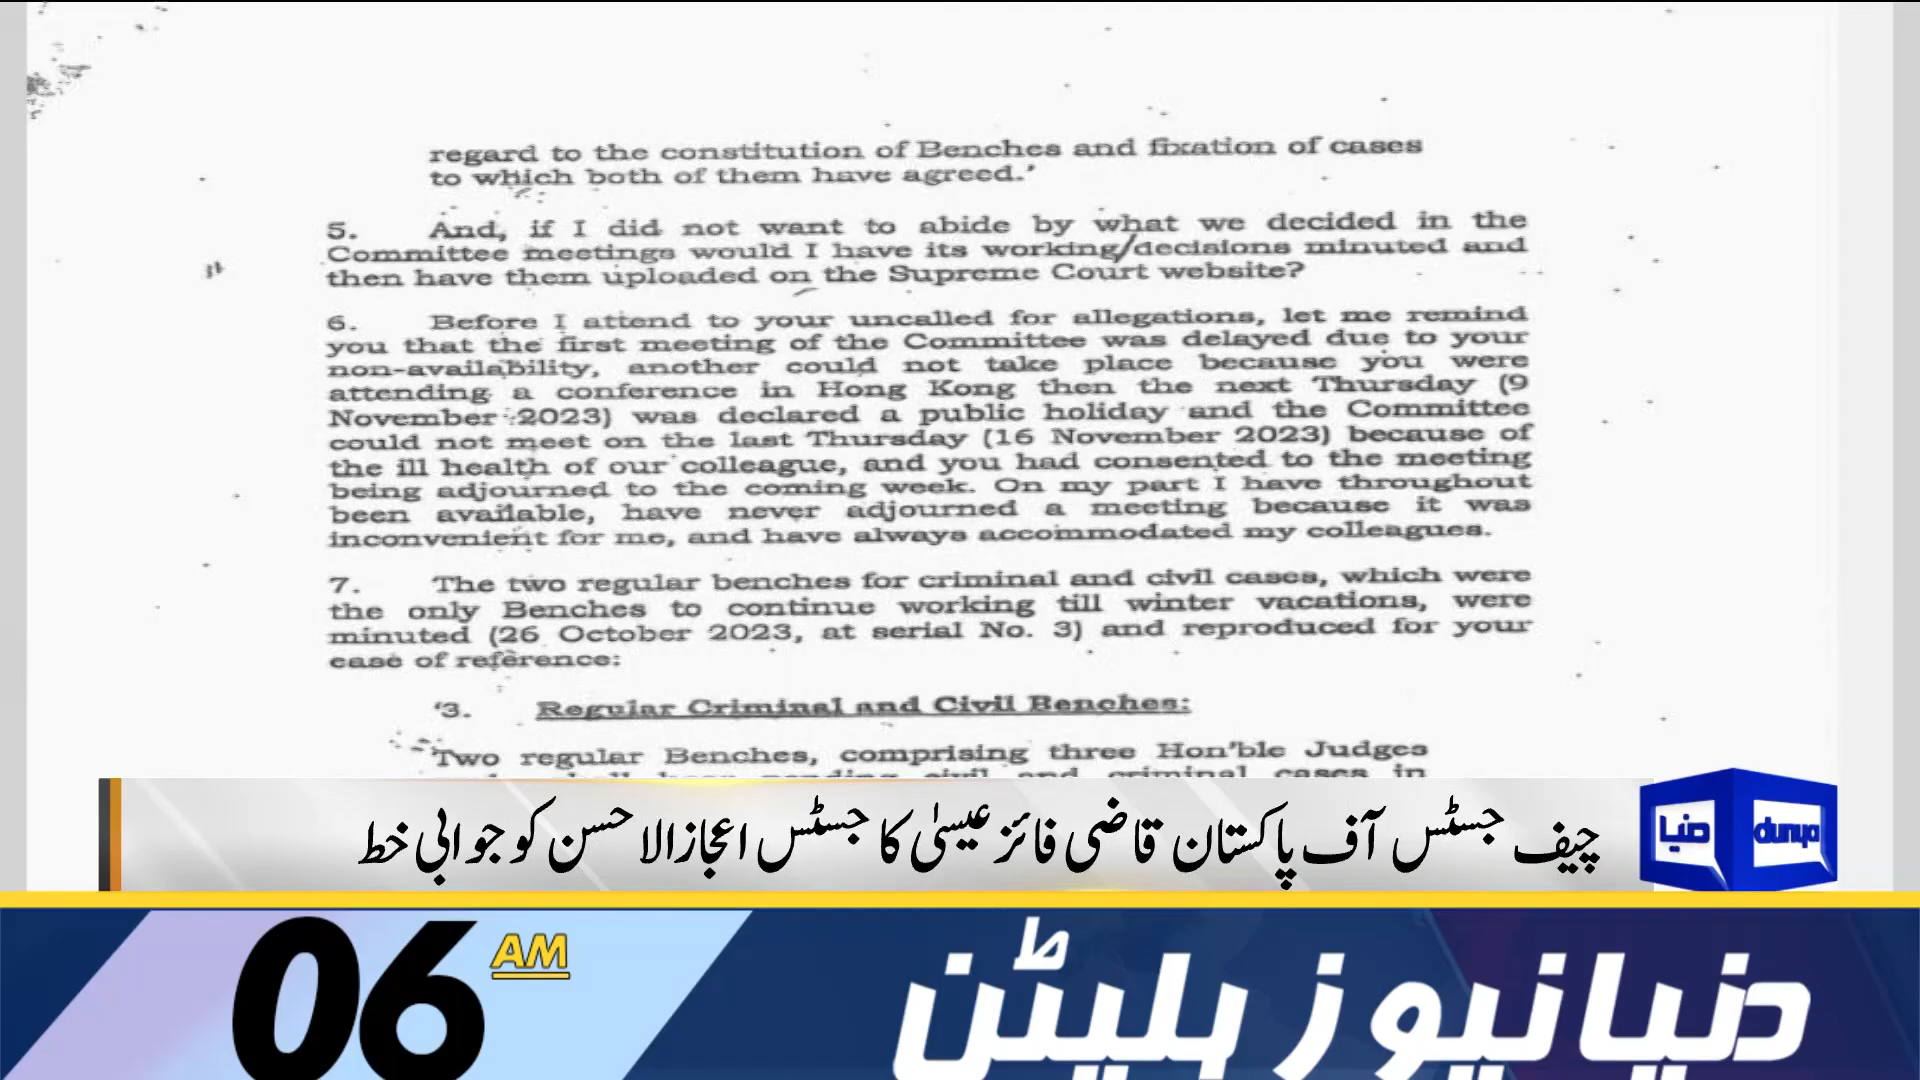 regard to the constitution of Benches and fixation of cases
to which both of them have agreed.'
5. And, if I did not want to abide by what we decided in the
Committee meetings would I have its working/decisions minuted and
then have them uploaded on the Supreme Court website?
6. Before I attend to your uncalled for allegations, let me remind
you that the first meeting of the Committee was delayed due to your
non-availability, another could not take place because you were
attending a conference in Hong Kong then the next Thursday (9
November 2023) was declared a public holiday and the Committee
could not meet on the last Thursday (16 November 2023) because of
the ill health of our colleague, and you had consented to the meeting
being adjourned to the coming week. On my part I have throughout
been available, have never adjourned a meeting because it was
inconvenient for me, and have always accommodated my colleagues.
7. The two regular benches for criminal and civil cases, which were
the only Benches to continue working till winter vacations, were
minuted (26 October 2023, at serial No. 3) and reproduced for your
ease of reference:
'3. Regular Criminal and Civil Benches:
Two regular Benches, comprising three Hon'ble Judges
pending civil and criminal cases in
چیف جسٹس آف پاکستان قاضی فائز عیسیٰ کا جسٹس اعجازالاحسن کو جوابی خط
دنیا dunya
06 AM
دنیا نیوز بلیٹن